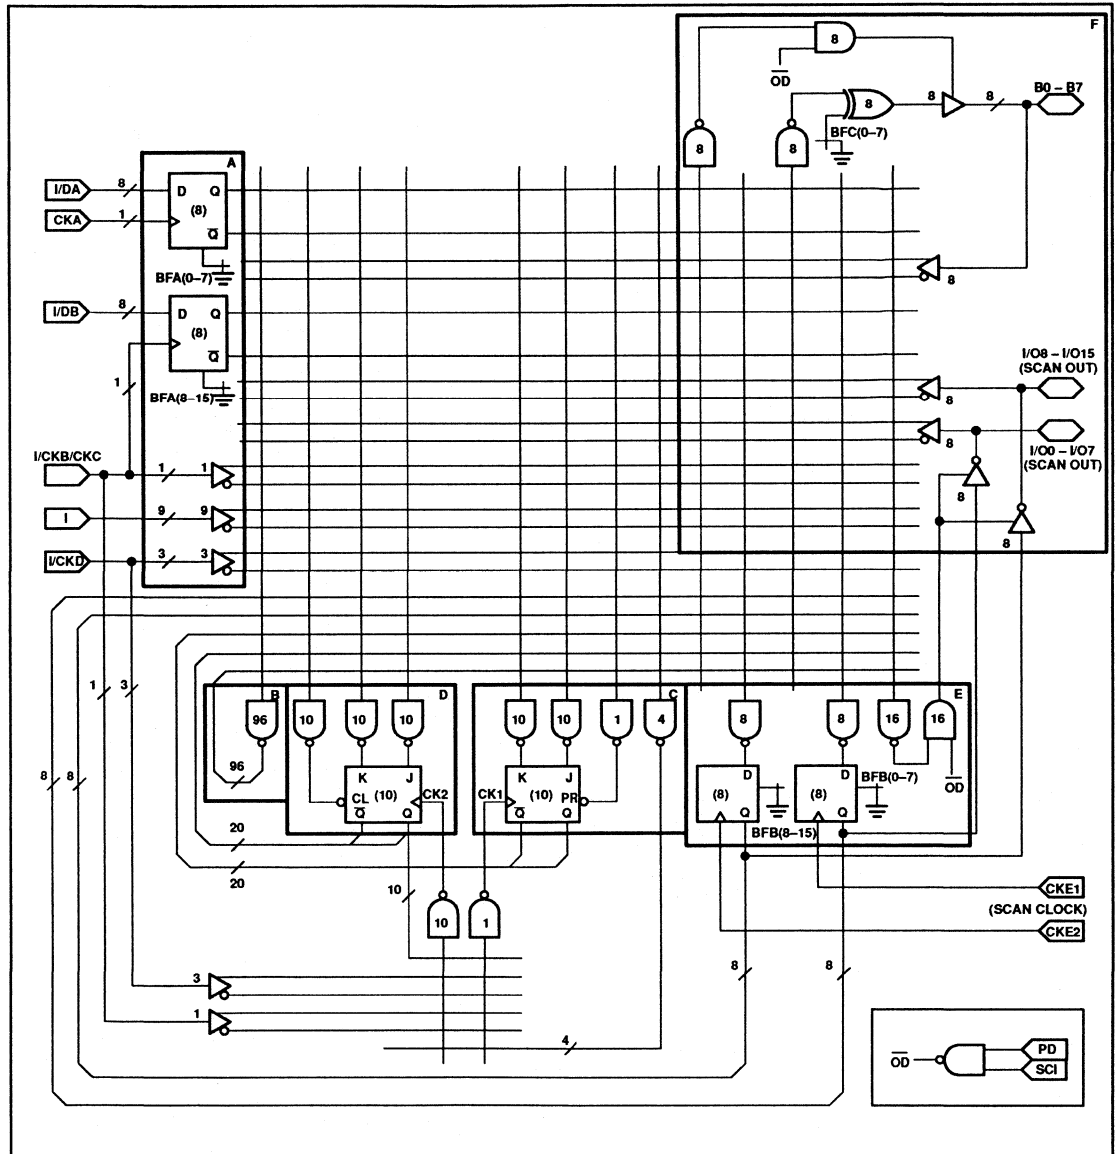 F
8
OD
B0 – B7
8
8
8
BFC(0–7)
8
8
A
I/DA
8
D Q
(8)
CKA
1
Q
BFA(0–7)
8
I/DB
8
D Q
(8)
Q
1
BFA(8–15)
I/O8 – I/O15
(SCAN OUT)
8
8
I/O0 – I/O7
(SCAN OUT)
I/CKB/CKC
1
1
8
I
9
9
I/CKD
3
3
8
1
3
B
D
C
E
96
10
10
10
10
10
1
4
8
8
16
16
96
K J
CL (10)
Q Q
CK2
CK1
K J
(10) PR
Q Q
D
(8)
Q
D
(8)
Q
BFB(0–7)
OD
BFB(8–15)
8
8
20
20
10
10
1
CKE1
(SCAN CLOCK)
CKE2
3
1
8
8
4
OD
PD
SCI